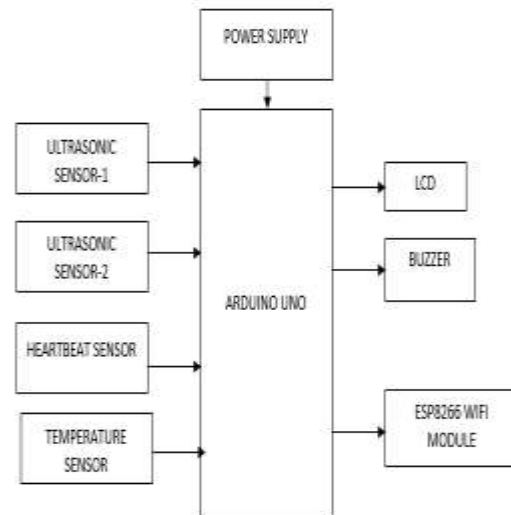 POWER SUPPLY
ULTRASONIC
SENSOR-1
ULTRASONIC
SENSOR-2
HEARTBEAT SENSOR
TEMPERATURE
SENSOR
ARDUINO UNO
LCD
BUZZER
ESP8266 WIFI
MODULE